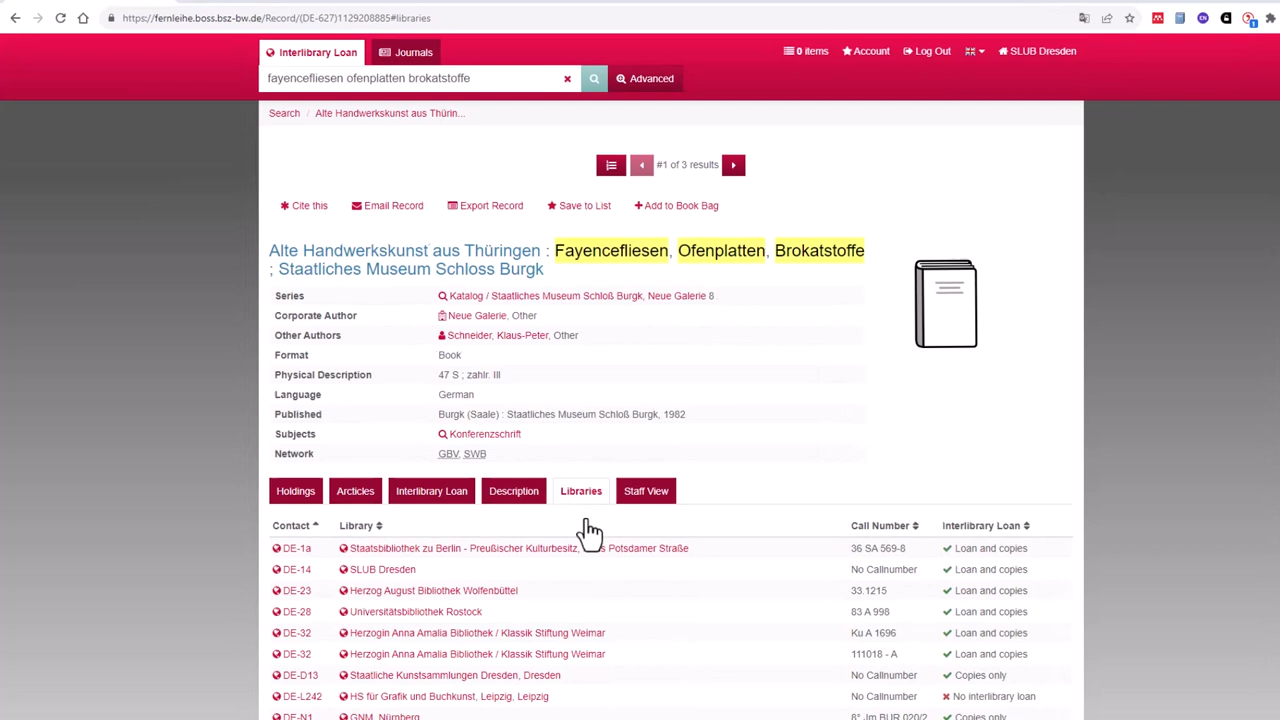 https://fernleihe.boss.bsz-bw.de/Record/(DE-627)1129208885#libraries
Interlibrary Loan Journals
0 items Account Log Out SLUB Dresden
fayencefliesen ofenplatten brokatstoffe
Advanced
Search / Alte Handwerkskunst aus Thürin...
#1 of 3 results
Cite this Email Record Export Record Save to List Add to Book Bag
Alte Handwerkskunst aus Thüringen : Fayencefliesen, Ofenplatten, Brokatstoffe
; Staatliches Museum Schloss Burgk
Series Katalog / Staatliches Museum Schloß Burgk, Neue Galerie 8
Corporate Author Neue Galerie, Other
Other Authors Schneider, Klaus-Peter, Other
Format Book
Physical Description 47 S ; zahlr. Ill
Language German
Published Burgk (Saale) : Staatliches Museum Schloß Burgk, 1982
Subjects Konferenzschrift
Network GBV, SWB
Holdings Arcticles Interlibrary Loan Description Libraries Staff View
Contact Library Call Number Interlibrary Loan
DE-1a Staatsbibliothek zu Berlin - Preußischer Kulturbesitz, Potsdamer Straße 36 SA 569-8 Loan and copies
DE-14 SLUB Dresden No Callnumber Loan and copies
DE-23 Herzog August Bibliothek Wolfenbüttel 33.1215 Loan and copies
DE-28 Universitätsbibliothek Rostock 83 A 998 Loan and copies
DE-32 Herzogin Anna Amalia Bibliothek / Klassik Stiftung Weimar Ku A 1696 Loan and copies
DE-32 Herzogin Anna Amalia Bibliothek / Klassik Stiftung Weimar 111018 - A Loan and copies
DE-D13 Staatliche Kunstsammlungen Dresden, Dresden No Callnumber Copies only
DE-L242 HS für Grafik und Buchkunst, Leipzig, Leipzig No Callnumber No interlibrary loan
DE-N1 GNM, Nürnberg 8° Jm BUR 020/2 Copies only